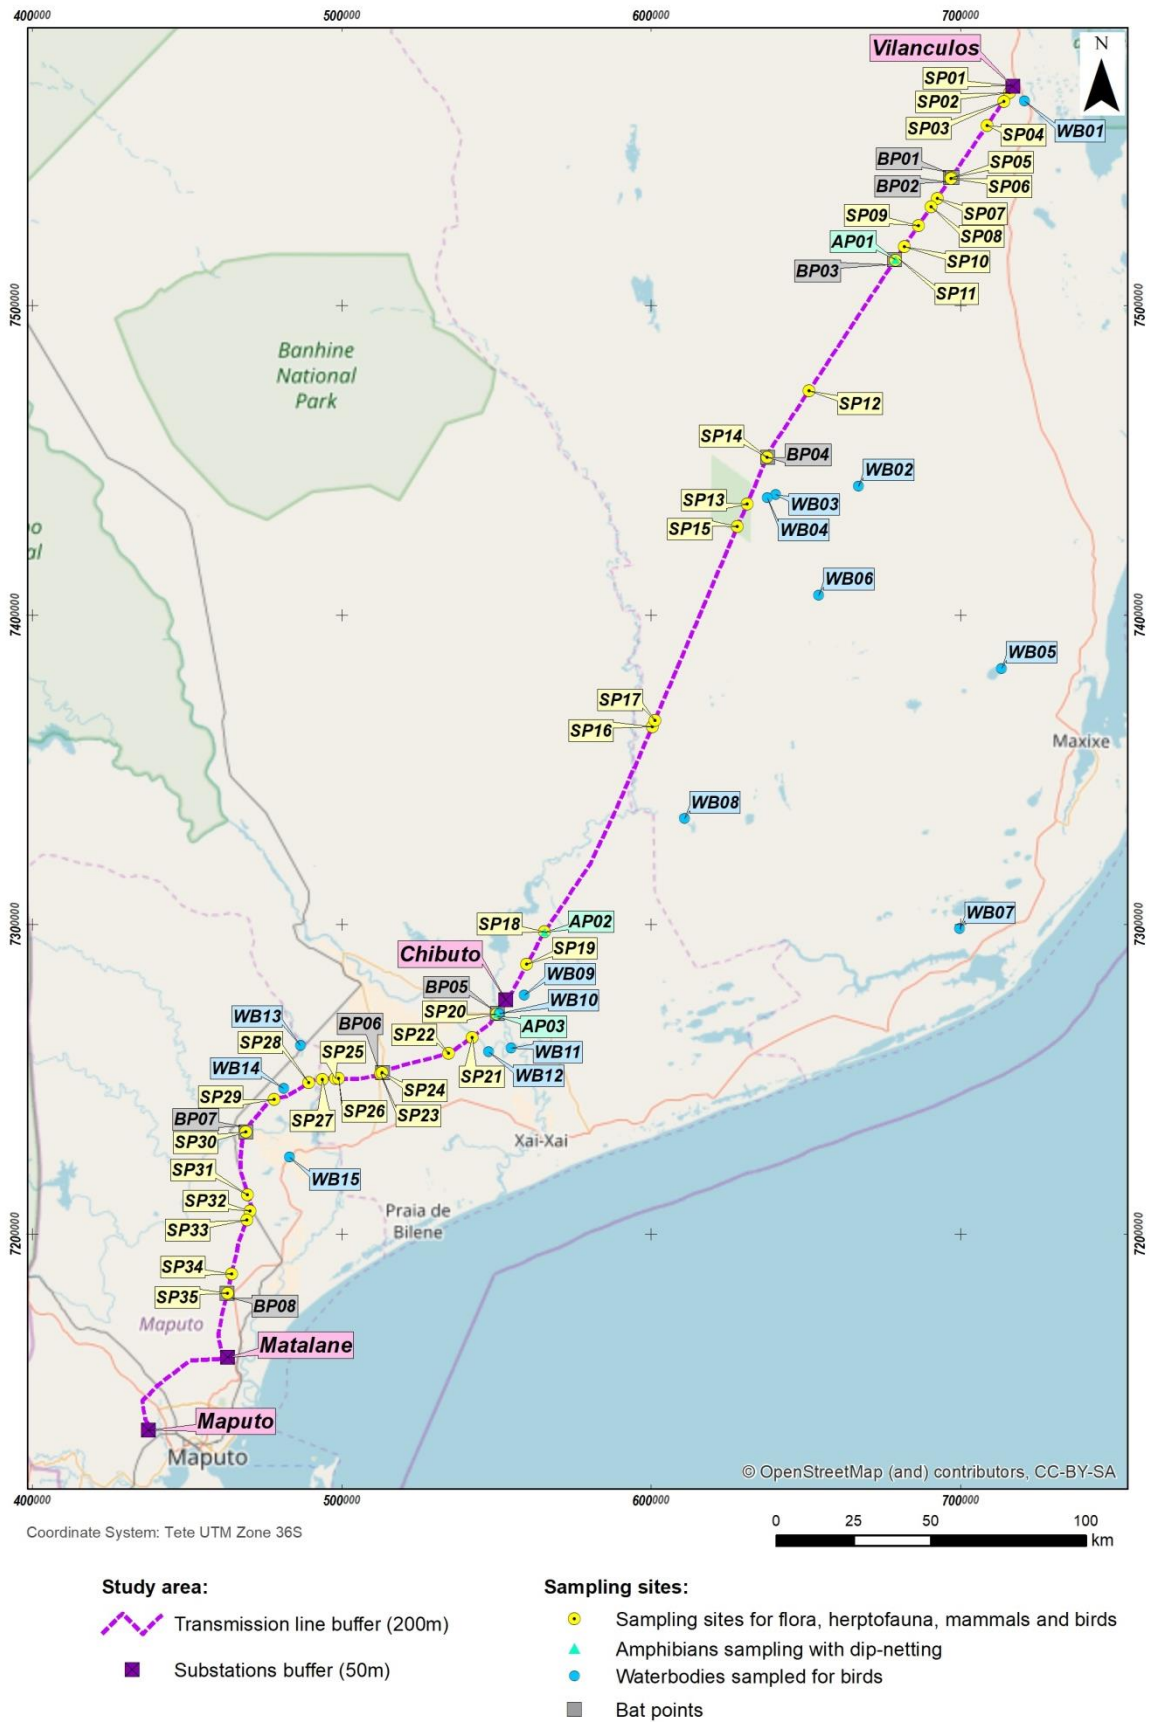 400000 500000 600000 700000
N
Vilanculos
SP01
SP02
SP03
WB01
SP04
BP01
SP05
BP02
SP06
SP07
SP09
SP08
AP01
SP10
BP03
SP11
7500000
7500000
Banhine
National
Park
SP12
SP14
BP04
WB02
SP13
WB03
SP15
WB04
WB06
7400000
7400000
WB05
SP17
SP16
Maxixe
WB08
WB07
7300000
7300000
SP18
AP02
Chibuto
SP19
WB09
BP05
WB10
SP20
AP03
WB13
BP06
SP22
SP28
SP25
WB11
WB14
SP21
WB12
SP29
SP24
SP27
SP26
SP23
BP07
SP30
Xai-Xai
SP31
WB15
SP32
Praia de
Bilene
SP33
7200000
7200000
SP34
SP35
BP08
Maputo
Matalane
Maputo
Maputo
© OpenStreetMap (and) contributors, CC-BY-SA
400000 500000 600000 700000
Coordinate System: Tete UTM Zone 36S
0 25 50 100
km
Study area:
Transmission line buffer (200m)
Substations buffer (50m)
Sampling sites:
Sampling sites for flora, herptofauna, mammals and birds
Amphibians sampling with dip-netting
Waterbodies sampled for birds
Bat points